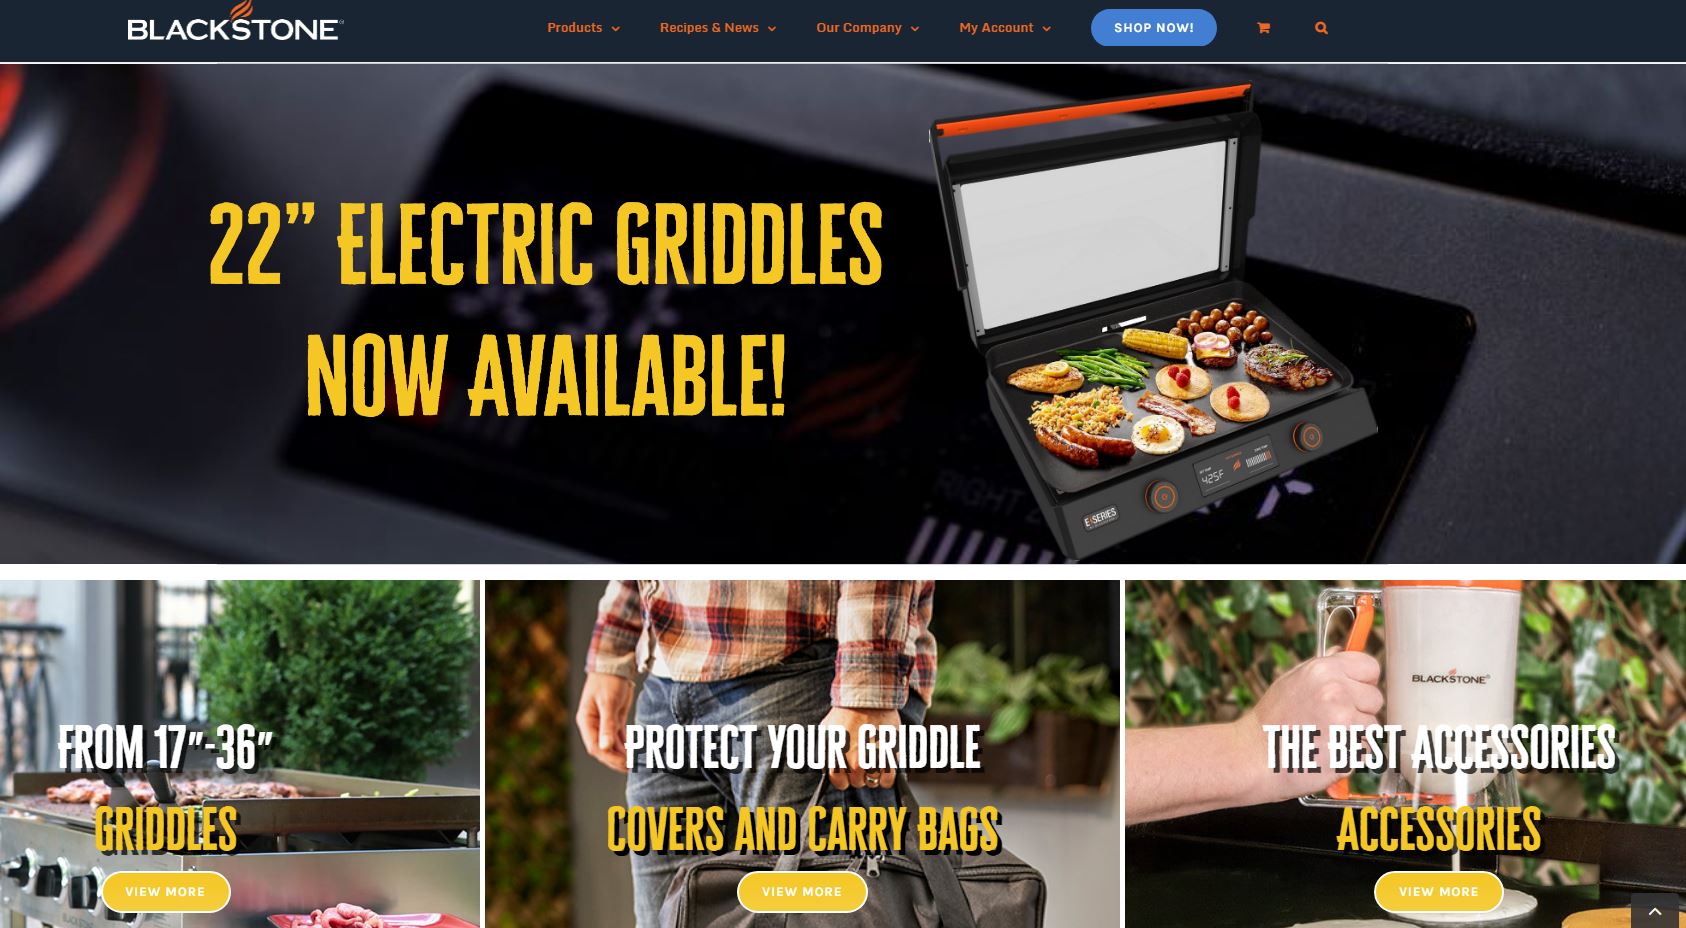 BLACKSTONE
Products
Recipes & News
Our Company
My Account
SHOP NOW!
22” ELECTRIC GRIDDLES
NOW AVAILABLE!
425F
E SERIES
RIGHT
FROM 17″-36″
GRIDDLES
VIEW MORE
PROTECT YOUR GRIDDLE
COVERS AND CARRY BAGS
VIEW MORE
BLACKSTONE
THE BEST ACCESSORIES
ACCESSORIES
VIEW MORE